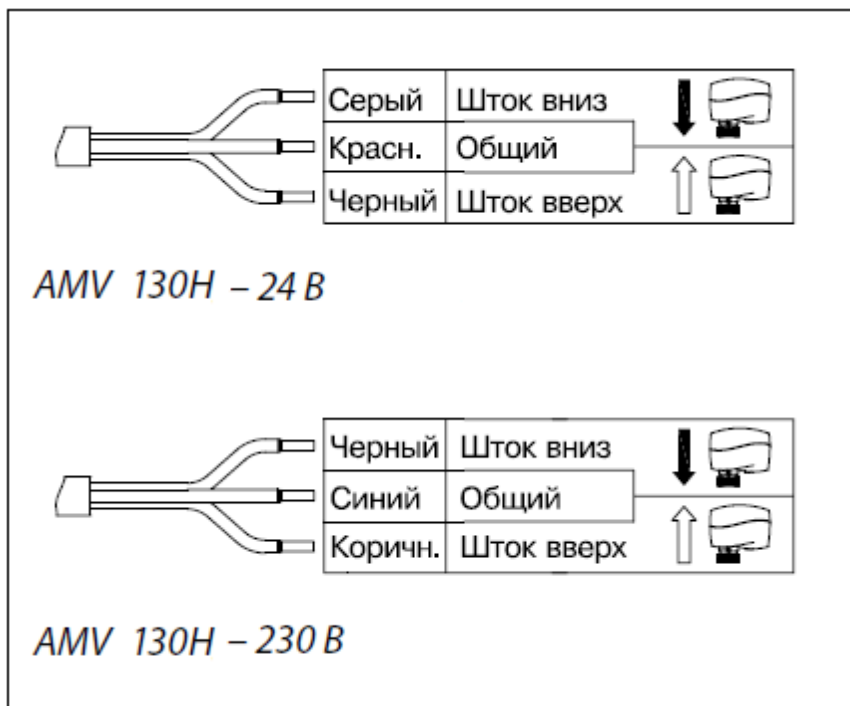 Серый Шток вниз
Красн. Общий
Черный Шток вверх
AMV 130H – 24 В
Черный Шток вниз
Синий Общий
Коричн. Шток вверх
AMV 130H – 230 В